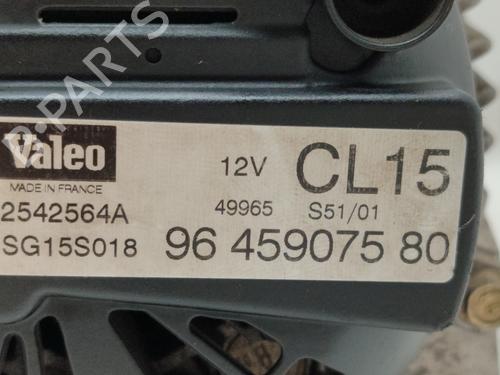 B-PARTS
Valeo
MADE IN FRANCE
12V
CL15
2542564A
49965
S51/01
SG15S018
96 459075 80